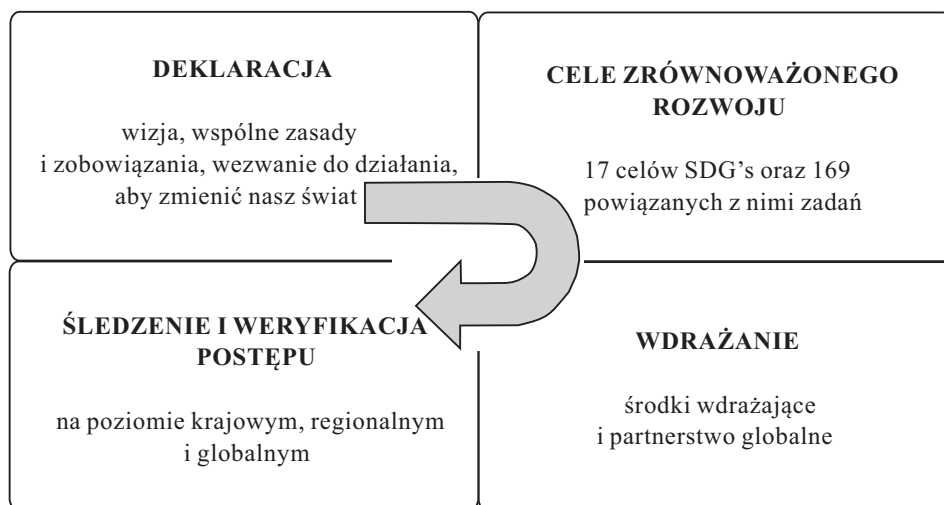 DEKLARACJA
wizja, wspólne zasady
i zobowiązania, wezwanie do działania,
aby zmienić nasz świat
CELE ZRÓWNOWAŻONEGO
ROZWOJU
17 celów SDG’s oraz 169
powiązanych z nimi zadań
ŚLEDZENIE I WERYFIKACJA
POSTĘPU
na poziomie krajowym, regionalnym
i globalnym
WDRAŻANIE
środki wdrażające
i partnerstwo globalne